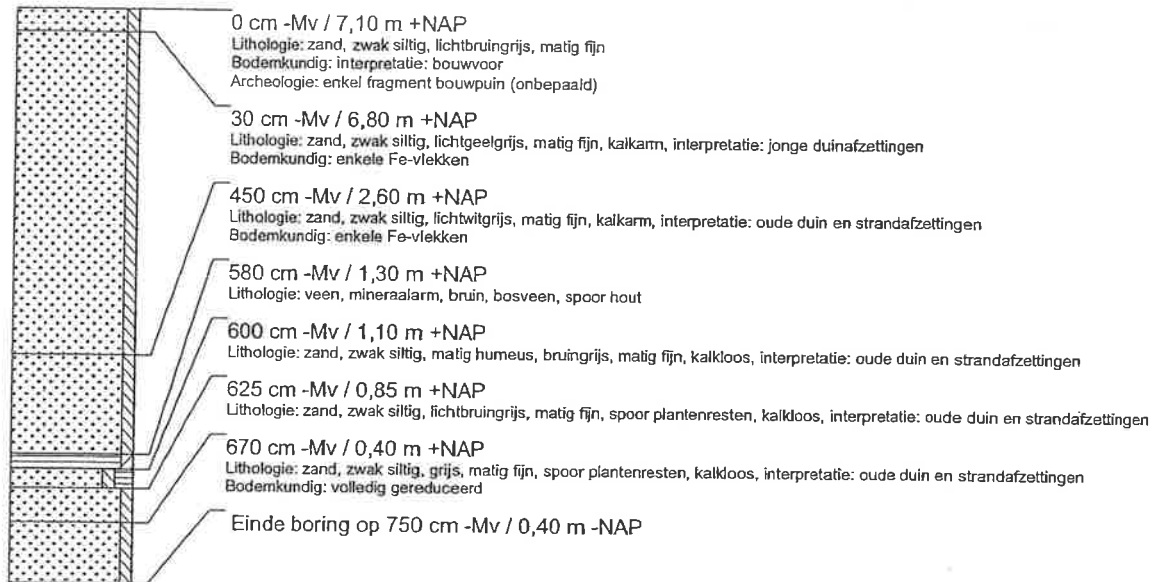 0 cm -Mv / 7,10 m +NAP
Lithologie: zand, zwak siltig, lichtbruingrijs, matig fijn
Bodemkundig: interpretatie: bouwvoor
Archeologie: enkel fragment bouwpuin (onbepaald)
30 cm -Mv / 6,80 m +NAP
Lithologie: zand, zwak siltig, lichtgeelgrijs, matig fijn, kalkarm, interpretatie: jonge duinafzettingen
Bodemkundig: enkele Fe-vlekken
450 cm -Mv / 2,60 m +NAP
Lithologie: zand, zwak siltig, lichtwitgrijs, matig fijn, kalkarm, interpretatie: oude duin en strandafzettingen
Bodemkundig: enkele Fe-vlekken
580 cm -Mv / 1,30 m +NAP
Lithologie: veen, mineraalarm, bruin, bosveen, spoor hout
600 cm -Mv / 1,10 m +NAP
Lithologie: zand, zwak siltig, matig humeus, bruingrijs, matig fijn, kalkloos, interpretatie: oude duin en strandafzettingen
625 cm -Mv / 0,85 m +NAP
Lithologie: zand, zwak siltig, lichtbruingrijs, matig fijn, spoor plantenresten, kalkloos, interpretatie: oude duin en strandafzettingen
670 cm -Mv / 0,40 m +NAP
Lithologie: zand, zwak siltig, grijs, matig fijn, spoor plantenresten, kalkloos, interpretatie: oude duin en strandafzettingen
Bodemkundig: volledig gereduceerd
Einde boring op 750 cm -Mv / 0,40 m -NAP